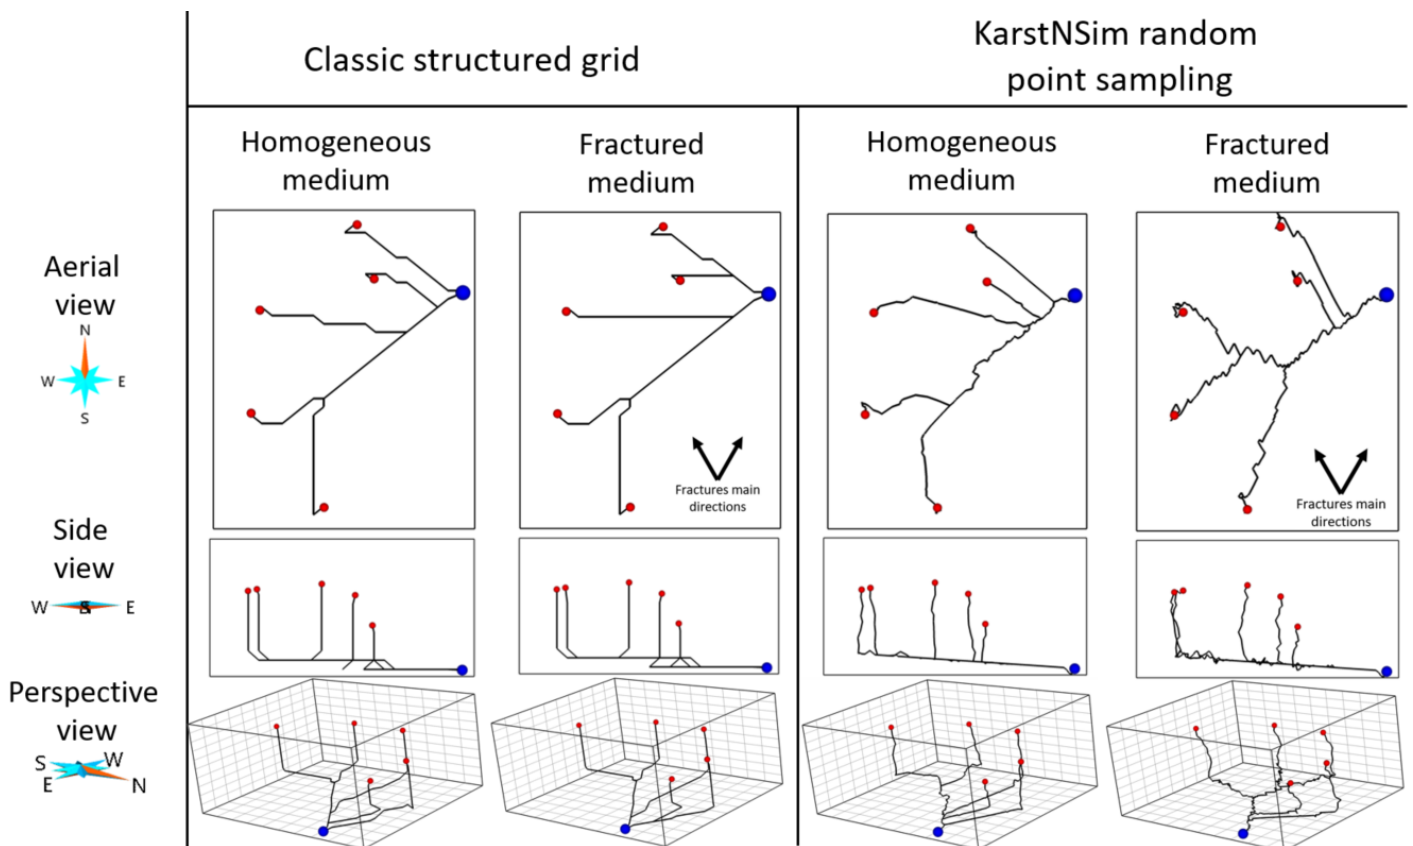 Classic structured grid
KarstNSim random
point sampling
Homogeneous
medium
Fractured
medium
Homogeneous
medium
Fractured
medium
Aerial
view
N
W E
S
Fractures main
directions
Fractures main
directions
Side
view
W S E
Perspective
view
S W
E N